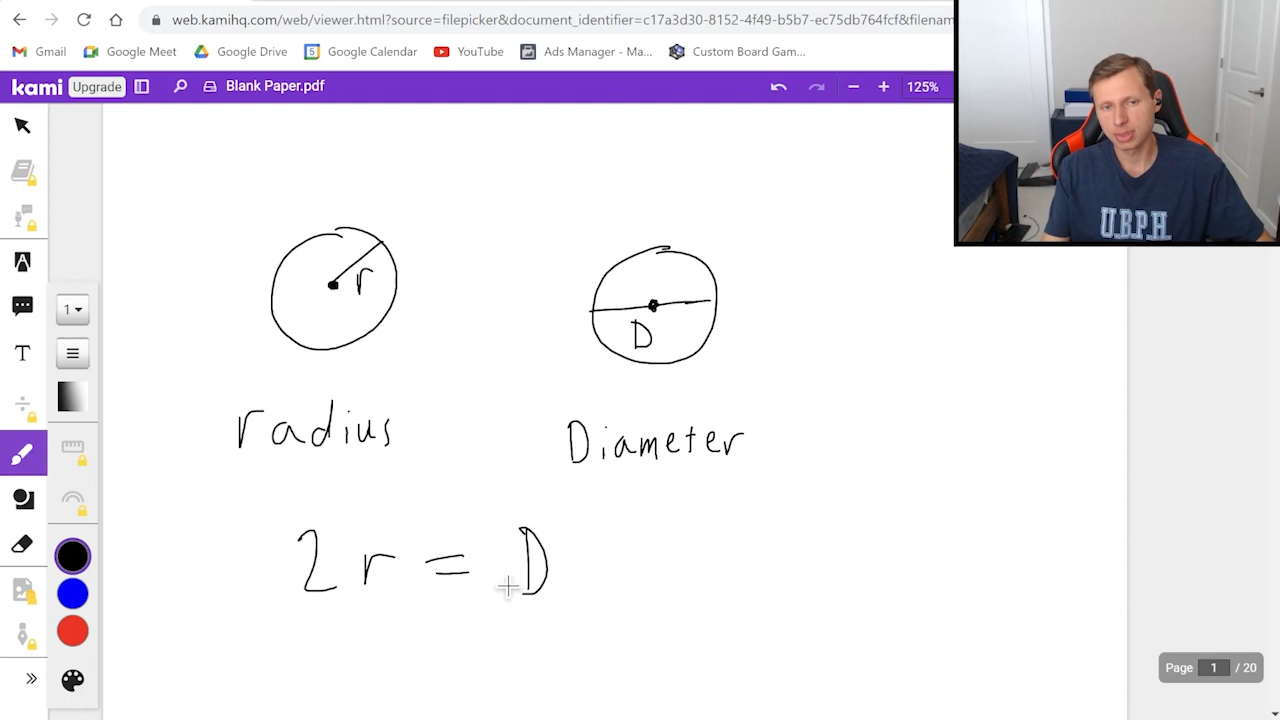 web.kamihq.com/web/viewer.html?source=filepicker&document_identifier=c17a3d30-8152-4f49-b5b7-ec75db764fcf&filenam
Gmail Google Meet Google Drive 5 Google Calendar YouTube Ads Manager - Ma... Custom Board Gam...
kami Upgrade Blank Paper.pdf 125%
U.B.P.H.
A
T
1
r
D
radius
Diameter
2r = D
Page 1 / 20